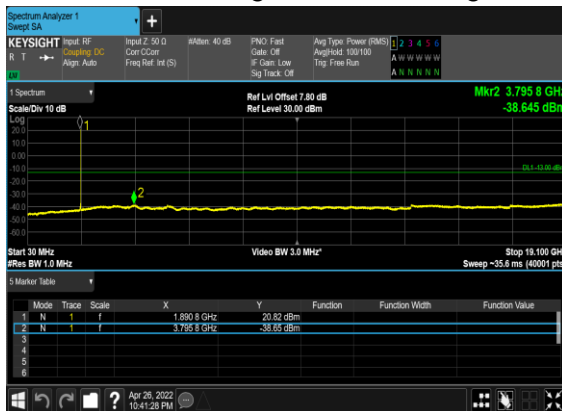 Spectrum Analyzer 1
Swept SA
+
KEYSIGHT Input: RF Input Z: 50 Ω #Atten: 40 dB PNO: Fast Avg Type: Power (RMS) 1 2 3 4 5 6
R T Coupling: DC Corr CCorr Gate: Off Avg|Hold: 100/100 A W W W W W
Align: Auto Freq Ref: Int (S) IF Gain: Low Trig: Free Run
Sig Track: Off A N N N N N
1 Spectrum Ref Lvl Offset 7.80 dB Mkr2 3.795 8 GHz
Scale/Div 10 dB Ref Level 30.00 dBm -38.645 dBm
Log
20.0
10.0
0.00
-10.0
-20.0
-30.0
-40.0
-50.0
-60.0
1
2
DL1 -13.00 dBm
Start 30 MHz Video BW 3.0 MHz* Stop 19.100 GHz
#Res BW 1.0 MHz Sweep ~35.6 ms (40001 pts)
5 Marker Table
Mode Trace Scale X Y Function Function Width Function Value
1 N 1 f 1.890 8 GHz 20.82 dBm
2 N 1 f 3.795 8 GHz -38.65 dBm
3
4
5
6
? Apr 26, 2022
10:41:28 PM